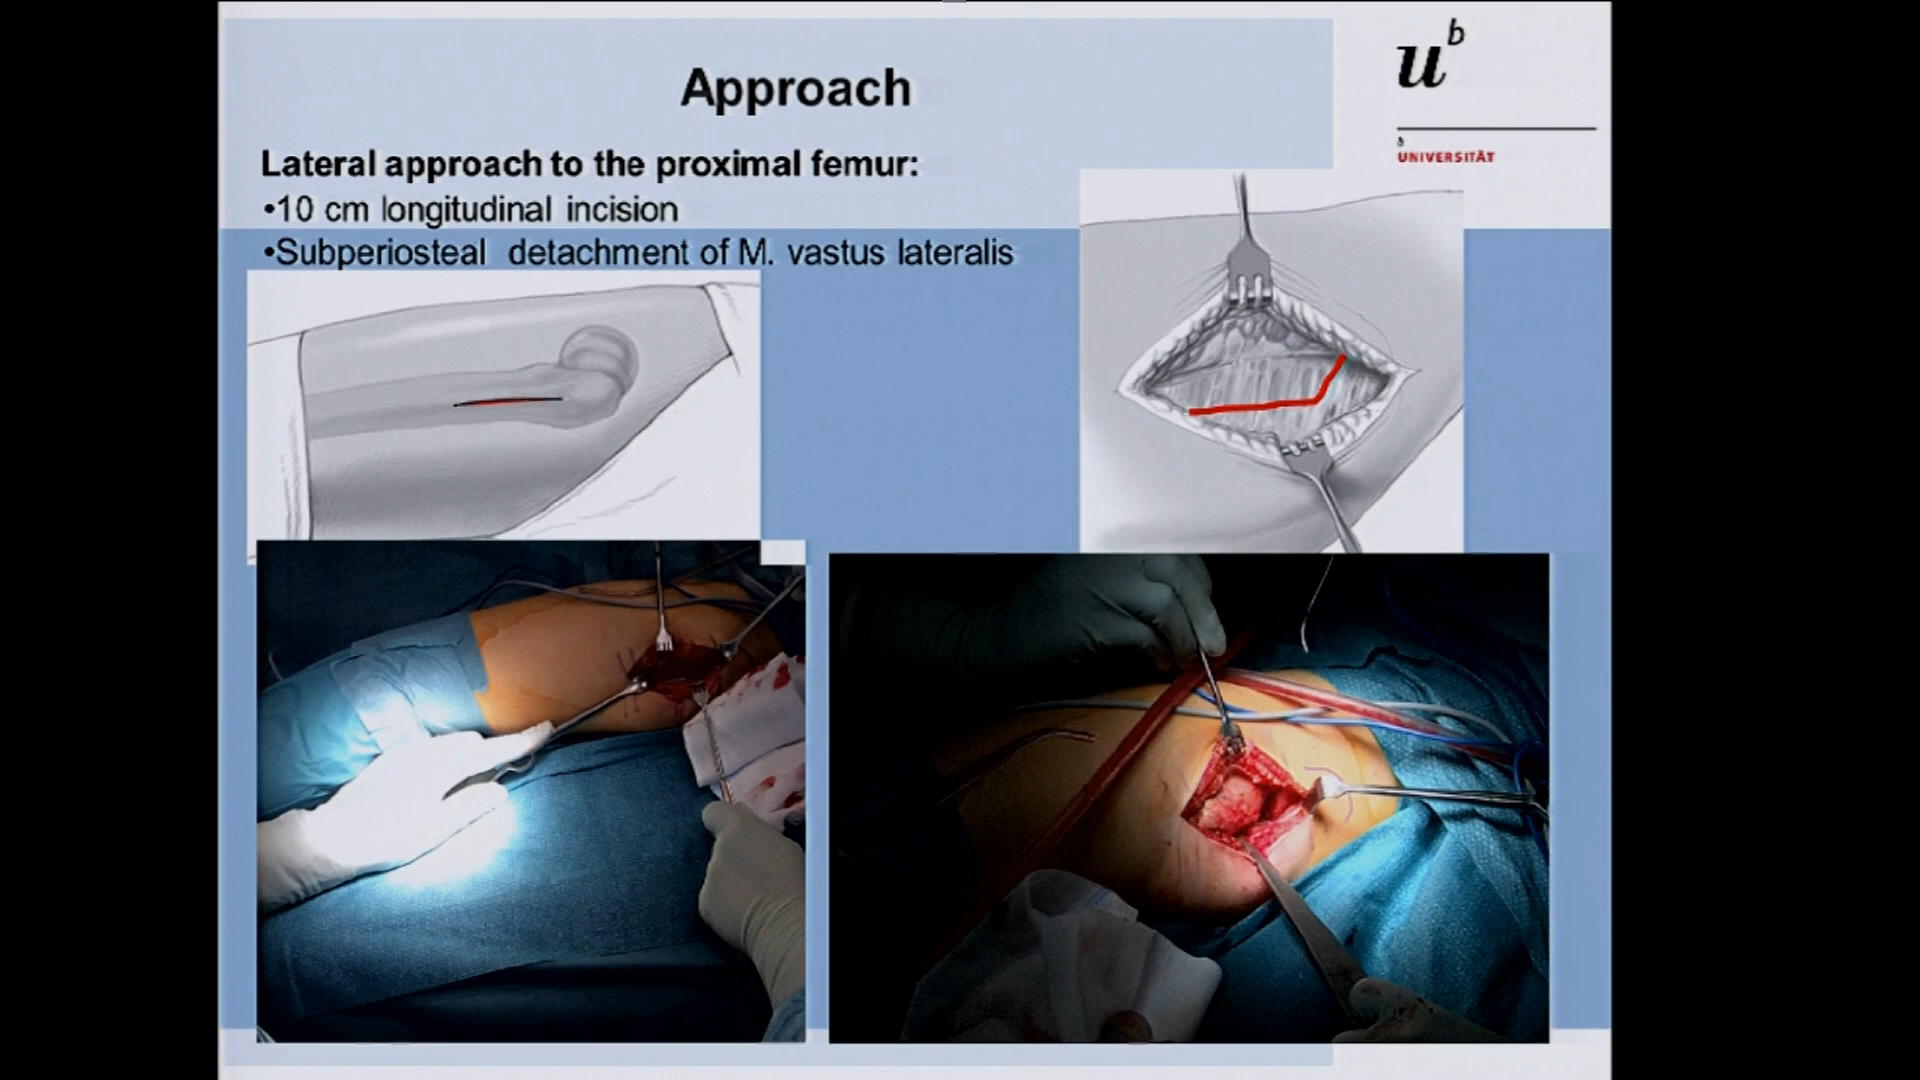 Approach
u^b
b
UNIVERSITÄT
Lateral approach to the proximal femur:
•10 cm longitudinal incision
•Subperiosteal detachment of M. vastus lateralis